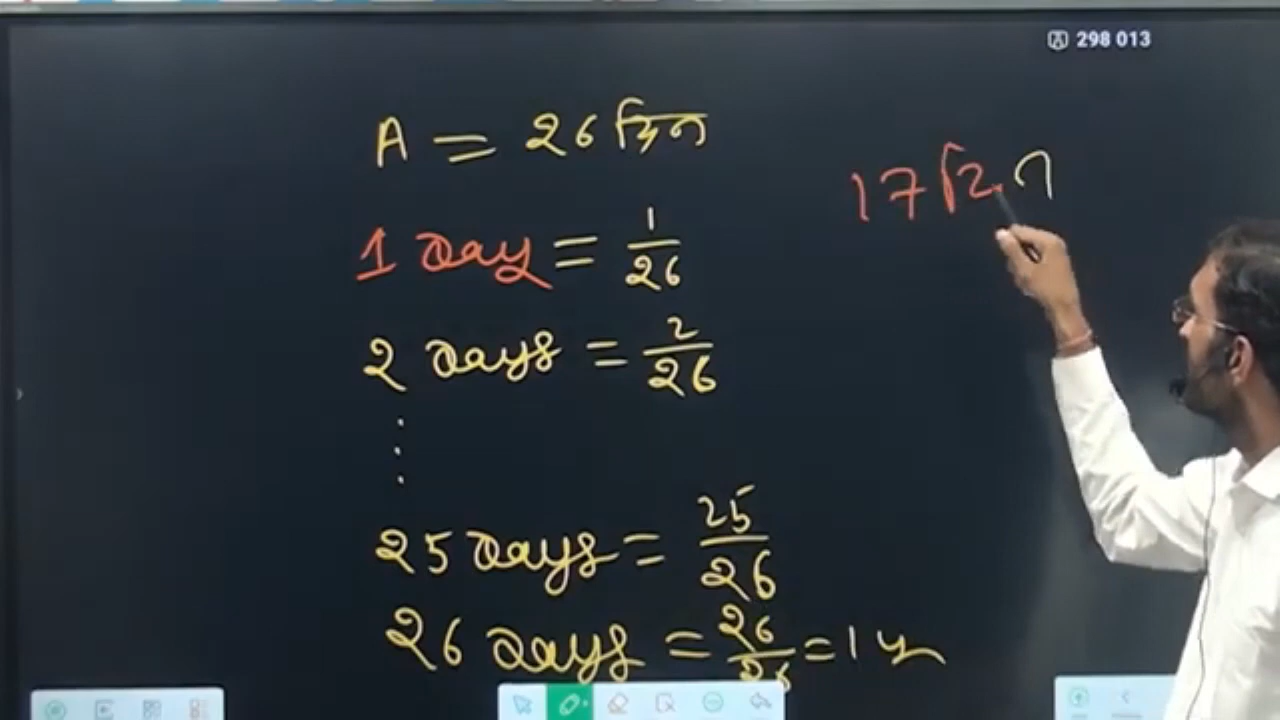 298 013
A = 26 दिन
1 Day = 1/26
17
2 Days = 2/26
⋮
25 Days = 25/26
26 Days = 26/26 = 1